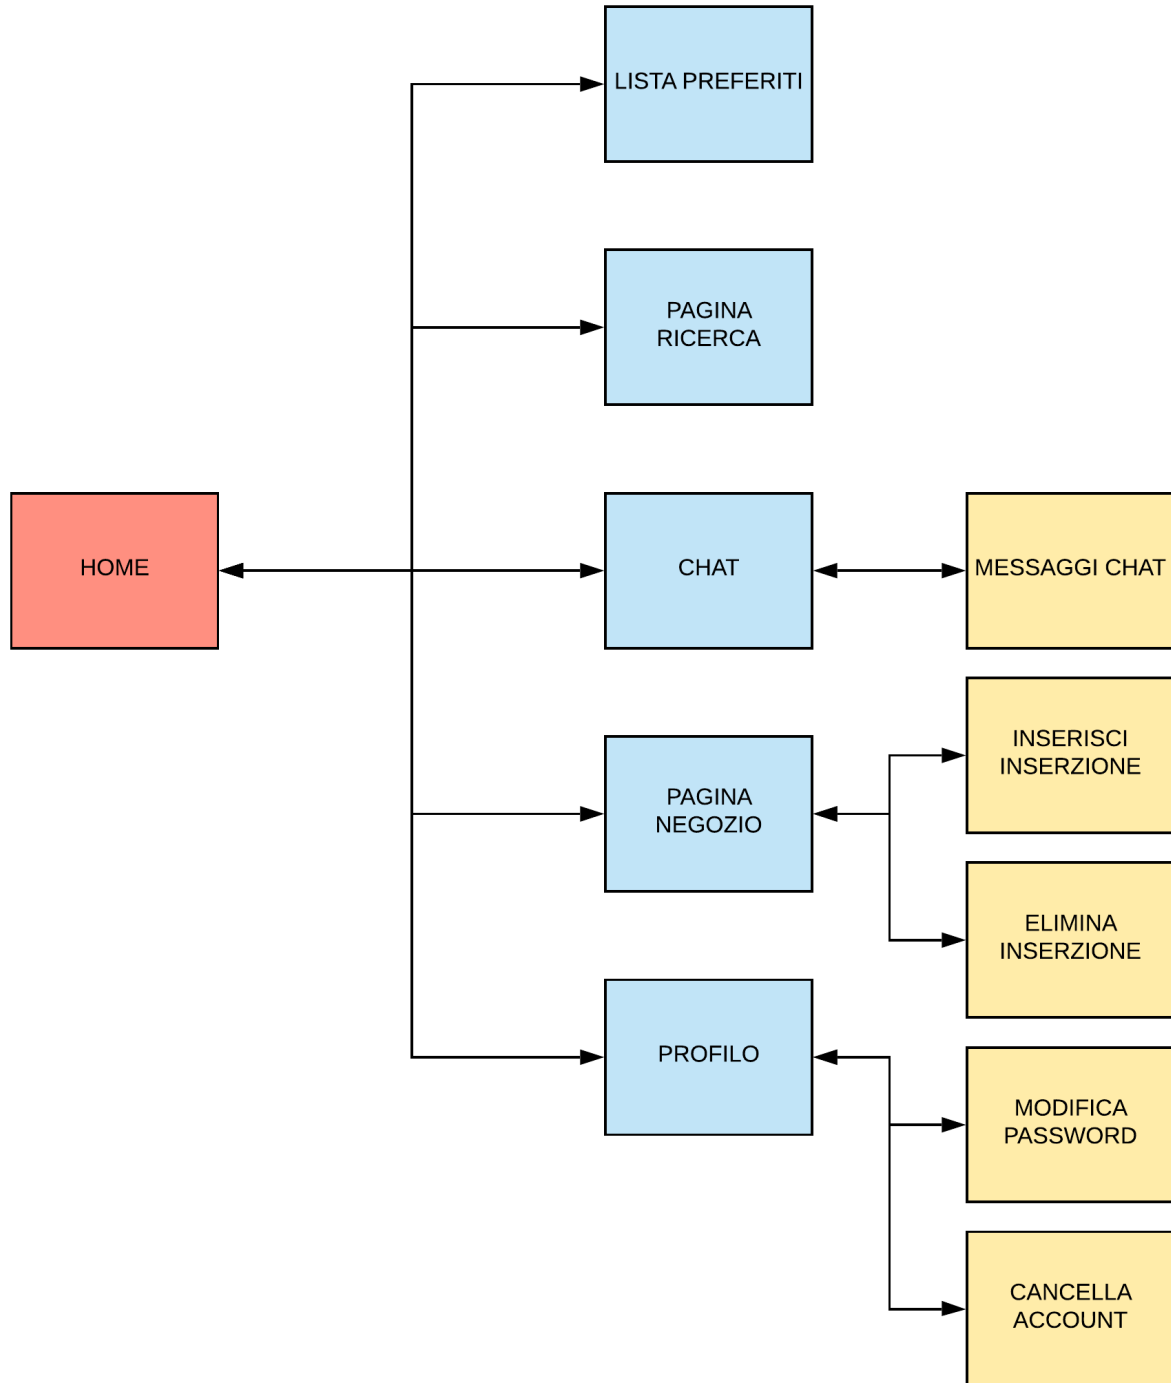 LISTA PREFERITI
PAGINA
RICERCA
HOME
CHAT
MESSAGGI CHAT
INSERISCI
INSERZIONE
PAGINA
NEGOZIO
ELIMINA
INSERZIONE
PROFILO
MODIFICA
PASSWORD
CANCELLA
ACCOUNT